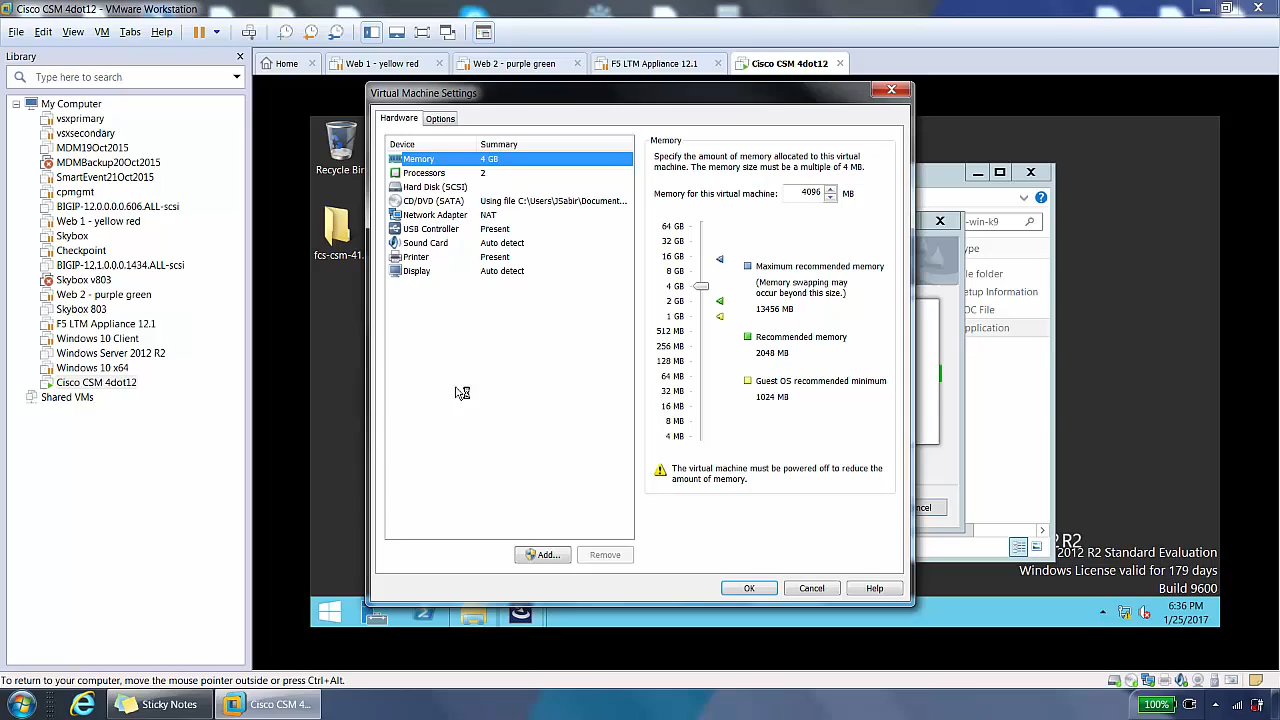 Cisco CSM 4dot12 - VMware Workstation
File Edit View VM Tabs Help
Library
Type here to search
My Computer
vsxprimary
vsxsecondary
MDM19Oct2015
MDMBackup20Oct2015
SmartEvent21Oct2015
cpmgmt
BIGIP-12.0.0.0.606.ALL-scsi
Web 1 - yellow red
Skybox
Checkpoint
BIGIP-12.1.0.0.1434.ALL-scsi
Skybox v803
Web 2 - purple green
Skybox 803
F5 LTM Appliance 12.1
Windows 10 Client
Windows Server 2012 R2
Windows 10 x64
Cisco CSM 4dot12
Shared VMs
Home
Web 1 - yellow red
Web 2 - purple green
F5 LTM Appliance 12.1
Cisco CSM 4dot12
Recycle Bin
fcs-csm-41.
Virtual Machine Settings
Hardware Options
Device Summary
Memory 4 GB
Processors 2
Hard Disk (SCSI)
CD/DVD (SATA) Using file C:\Users\JSabir\Document...
Network Adapter NAT
USB Controller Present
Sound Card Auto detect
Printer Present
Display Auto detect
Add... Remove
Memory
Specify the amount of memory allocated to this virtual
machine. The memory size must be a multiple of 4 MB.
Memory for this virtual machine: 4096 MB
64 GB
32 GB
16 GB
8 GB
4 GB
2 GB
1 GB
512 MB
256 MB
128 MB
64 MB
32 MB
16 MB
8 MB
4 MB
Maximum recommended memory
(Memory swapping may
occur beyond this size.)
13456 MB
Recommended memory
2048 MB
Guest OS recommended minimum
1024 MB
The virtual machine must be powered off to reduce the
amount of memory.
OK Cancel Help
-win-k9
ype
e folder
etup Information
OC File
pplication
ncel
R2
2012 R2 Standard Evaluation
Windows License valid for 179 days
Build 9600
6:36 PM
1/25/2017
To return to your computer, move the mouse pointer outside or press Ctrl+Alt.
Sticky Notes
Cisco CSM 4...
100%